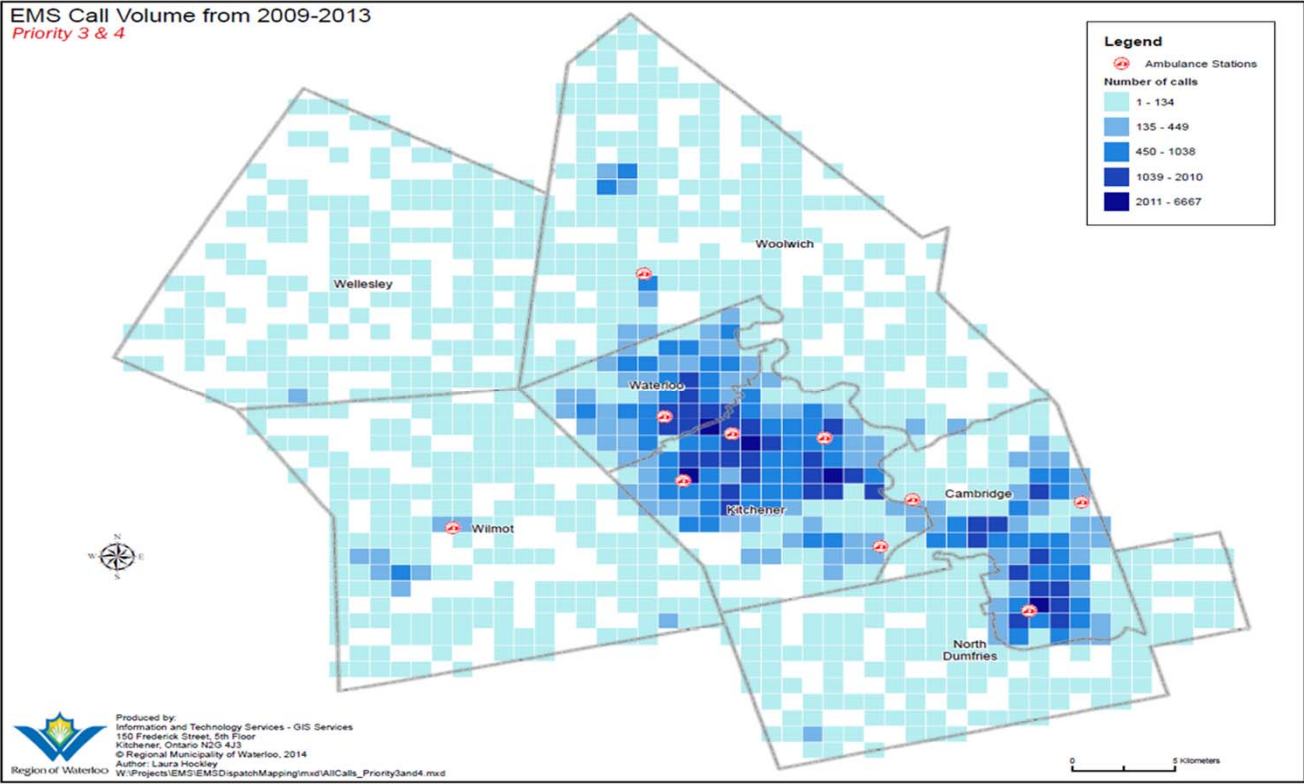 EMS Call Volume from 2009-2013
Priority 3 & 4
Legend
Ambulance Stations
Number of calls
1 - 134
135 - 449
450 - 1038
1039 - 2010
2011 - 6667
Woolwich
Wellesley
Waterloo
Cambridge
Kitchener
Wilmot
N
W E
S
North
Dumfries
Produced by:
Information and Technology Services - GIS Services
150 Frederick Street, 5th Floor
Kitchener, Ontario N2G 4J3
© Regional Municipality of Waterloo, 2014
Author: Laura Hockley
W:\Projects\EMS\EMSDispatchMapping\mxd\AllCalls_Priority3and4.mxd
Region of Waterloo
0 5 Kilometers